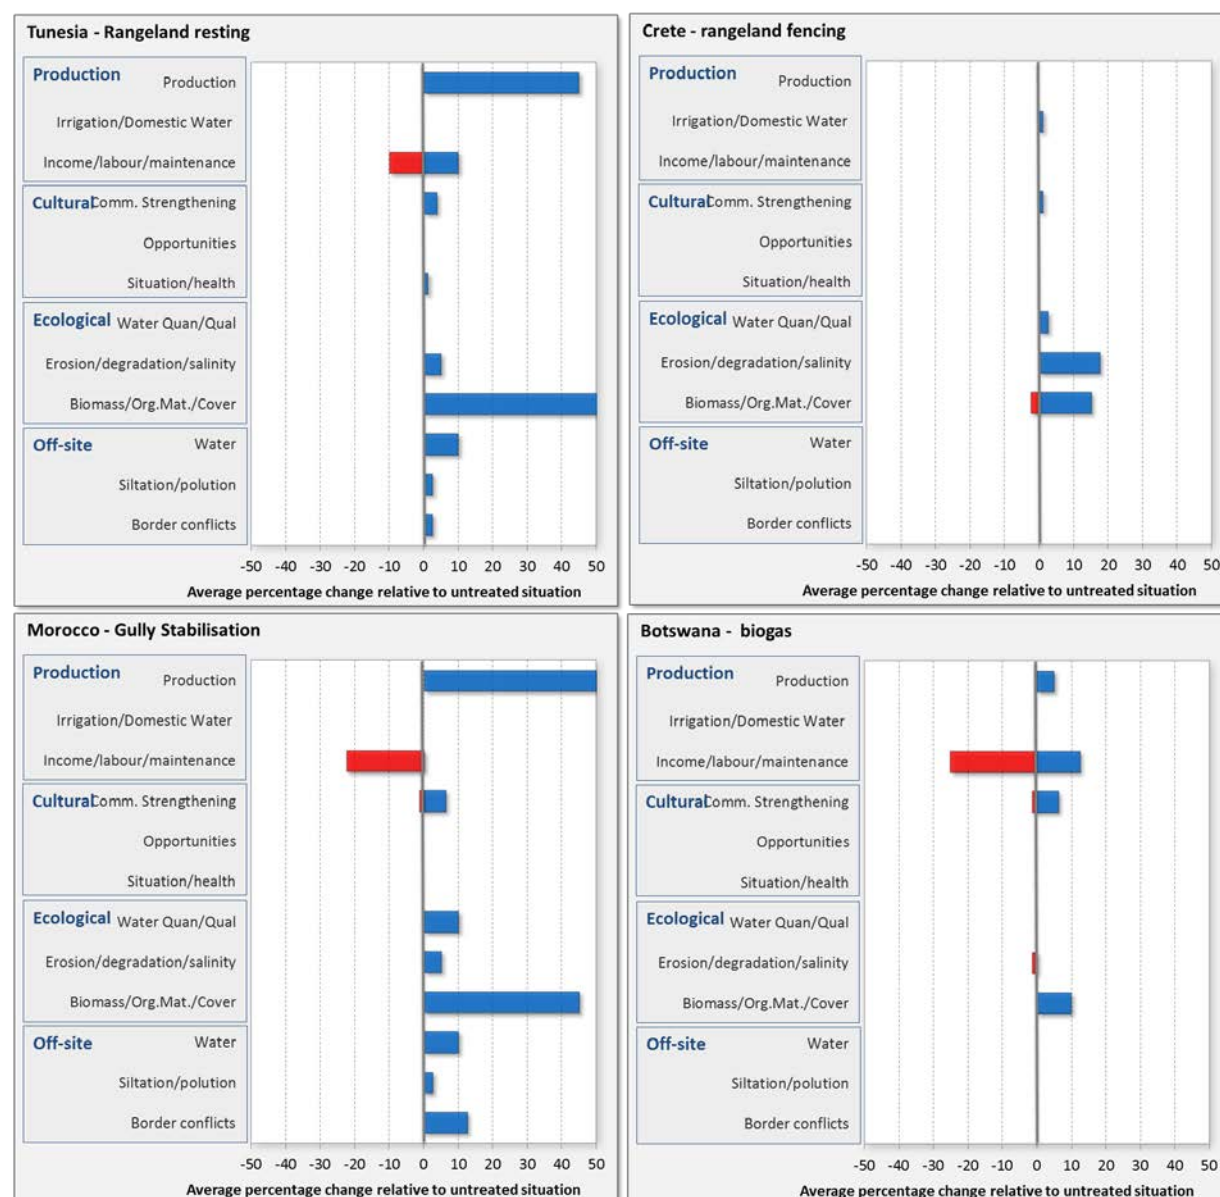 Tunesia - Rangeland resting
Production
Production
Irrigation/Domestic Water
Income/labour/maintenance
Cultural
Comm. Strengthening
Opportunities
Situation/health
Ecological
Water Quan/Qual
Erosion/degradation/salinity
Biomass/Org.Mat./Cover
Off-site
Water
Siltation/polution
Border conflicts
-50 -40 -30 -20 -10 0 10 20 30 40 50
Average percentage change relative to untreated situation
Crete - rangeland fencing
Production
Production
Irrigation/Domestic Water
Income/labour/maintenance
Cultural
Comm. Strengthening
Opportunities
Situation/health
Ecological
Water Quan/Qual
Erosion/degradation/salinity
Biomass/Org.Mat./Cover
Off-site
Water
Siltation/polution
Border conflicts
-50 -40 -30 -20 -10 0 10 20 30 40 50
Average percentage change relative to untreated situation
Morocco - Gully Stabilisation
Production
Production
Irrigation/Domestic Water
Income/labour/maintenance
Cultural
Comm. Strengthening
Opportunities
Situation/health
Ecological
Water Quan/Qual
Erosion/degradation/salinity
Biomass/Org.Mat./Cover
Off-site
Water
Siltation/polution
Border conflicts
-50 -40 -30 -20 -10 0 10 20 30 40 50
Average percentage change relative to untreated situation
Botswana - biogas
Production
Production
Irrigation/Domestic Water
Income/labour/maintenance
Cultural
Comm. Strengthening
Opportunities
Situation/health
Ecological
Water Quan/Qual
Erosion/degradation/salinity
Biomass/Org.Mat./Cover
Off-site
Water
Siltation/polution
Border conflicts
-50 -40 -30 -20 -10 0 10 20 30 40 50
Average percentage change relative to untreated situation